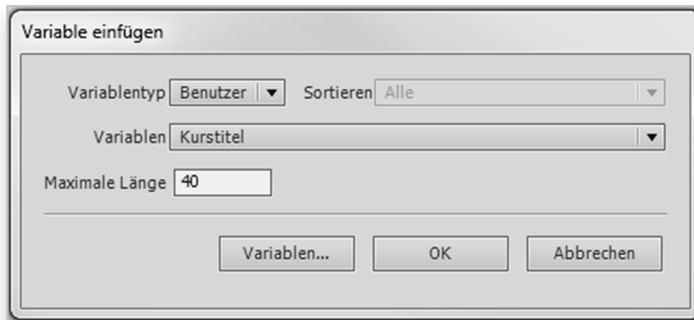 Variable einfügen
Variablentyp Benutzer Sortieren Alle
Variablen Kurstitel
Maximale Länge 40
Variablen... OK Abbrechen